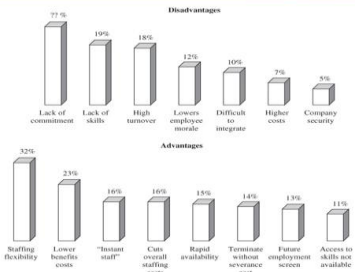 Disadvantages
?? %
19%
18%
12%
10%
7%
5%
Lack of commitment
Lack of skills
High turnover
Lowers employee morale
Difficult to integrate
Higher costs
Company security
Advantages
32%
23%
16%
16%
15%
14%
13%
11%
Staffing flexibility
Lower benefits costs
"Instant staff"
Cuts overall staffing
Rapid availability
Terminate without severance
Future employment screen
Access to skills not available